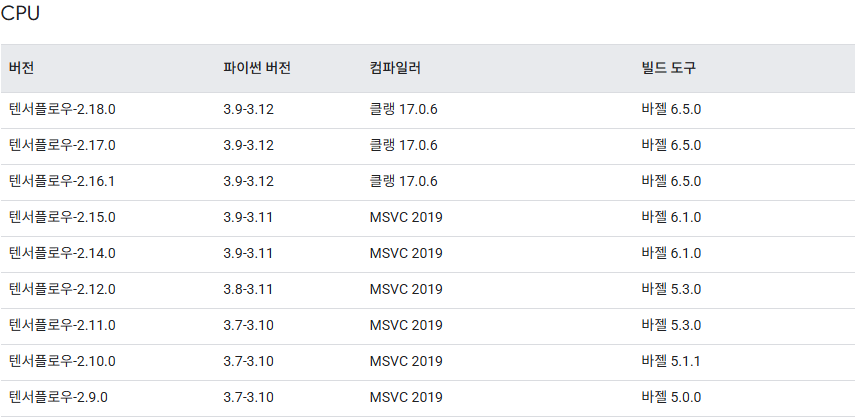 CPU
버전 파이썬 버전 컴파일러 빌드 도구
텐서플로우-2.18.0 3.9-3.12 클랭 17.0.6 바젤 6.5.0
텐서플로우-2.17.0 3.9-3.12 클랭 17.0.6 바젤 6.5.0
텐서플로우-2.16.1 3.9-3.12 클랭 17.0.6 바젤 6.5.0
텐서플로우-2.15.0 3.9-3.11 MSVC 2019 바젤 6.1.0
텐서플로우-2.14.0 3.9-3.11 MSVC 2019 바젤 6.1.0
텐서플로우-2.12.0 3.8-3.11 MSVC 2019 바젤 5.3.0
텐서플로우-2.11.0 3.7-3.10 MSVC 2019 바젤 5.3.0
텐서플로우-2.10.0 3.7-3.10 MSVC 2019 바젤 5.1.1
텐서플로우-2.9.0 3.7-3.10 MSVC 2019 바젤 5.0.0